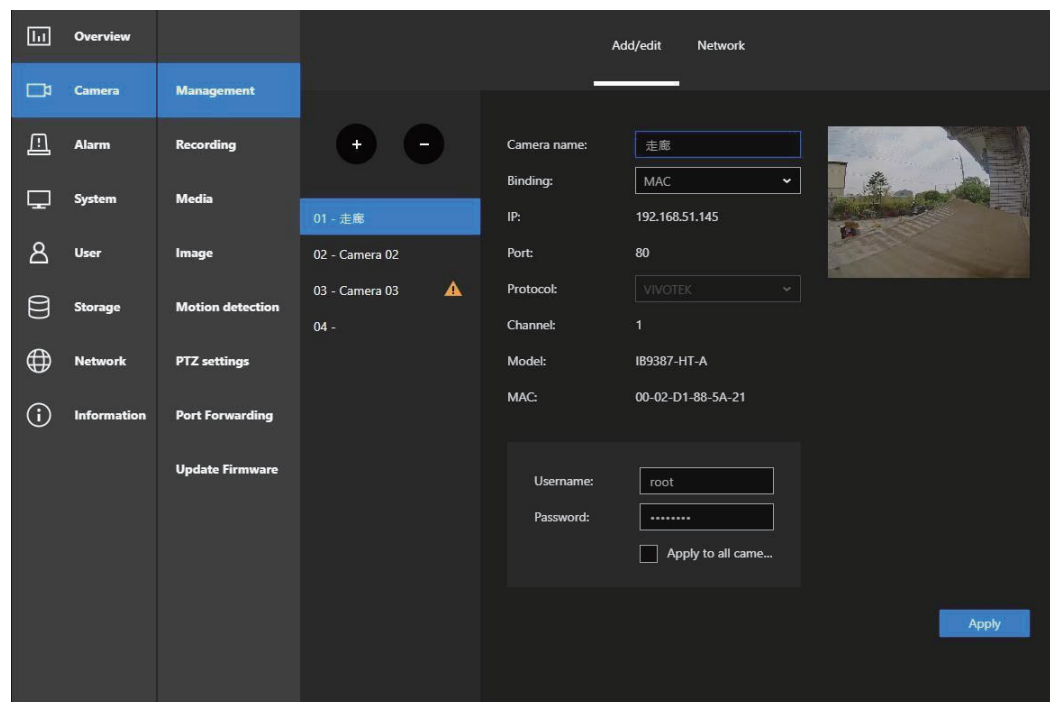 Overview
Camera
Alarm
System
User
Storage
Network
Information
Management
Recording
Media
Image
Motion detection
PTZ settings
Port Forwarding
Update Firmware
+ -
01 - 走廊
02 - Camera 02
03 - Camera 03
04 -
Add/edit Network
Camera name: 走廊
Binding: MAC
IP: 192.168.51.145
Port: 80
Protocol: VIVOTEK
Channel: 1
Model: IB9387-HT-A
MAC: 00-02-D1-88-5A-21
Username: root
Password: ••••••••
Apply to all came...
Apply